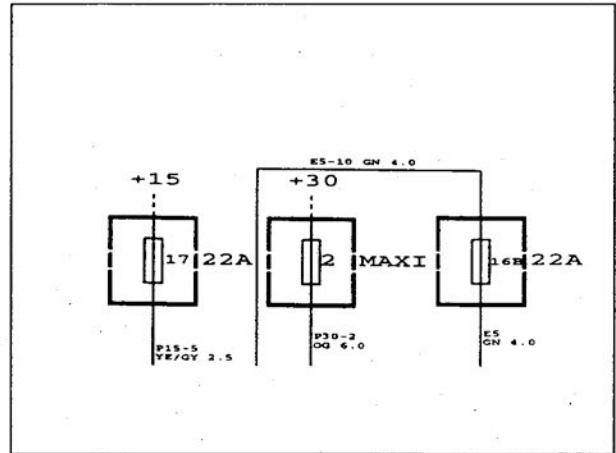 E5-10 GN 4.0
+15
+30
17 22A
2 MAXI
16B 22A
P15-5
YE/GY 2.5
P30-2
OG 6.0
E5
GN 4.0